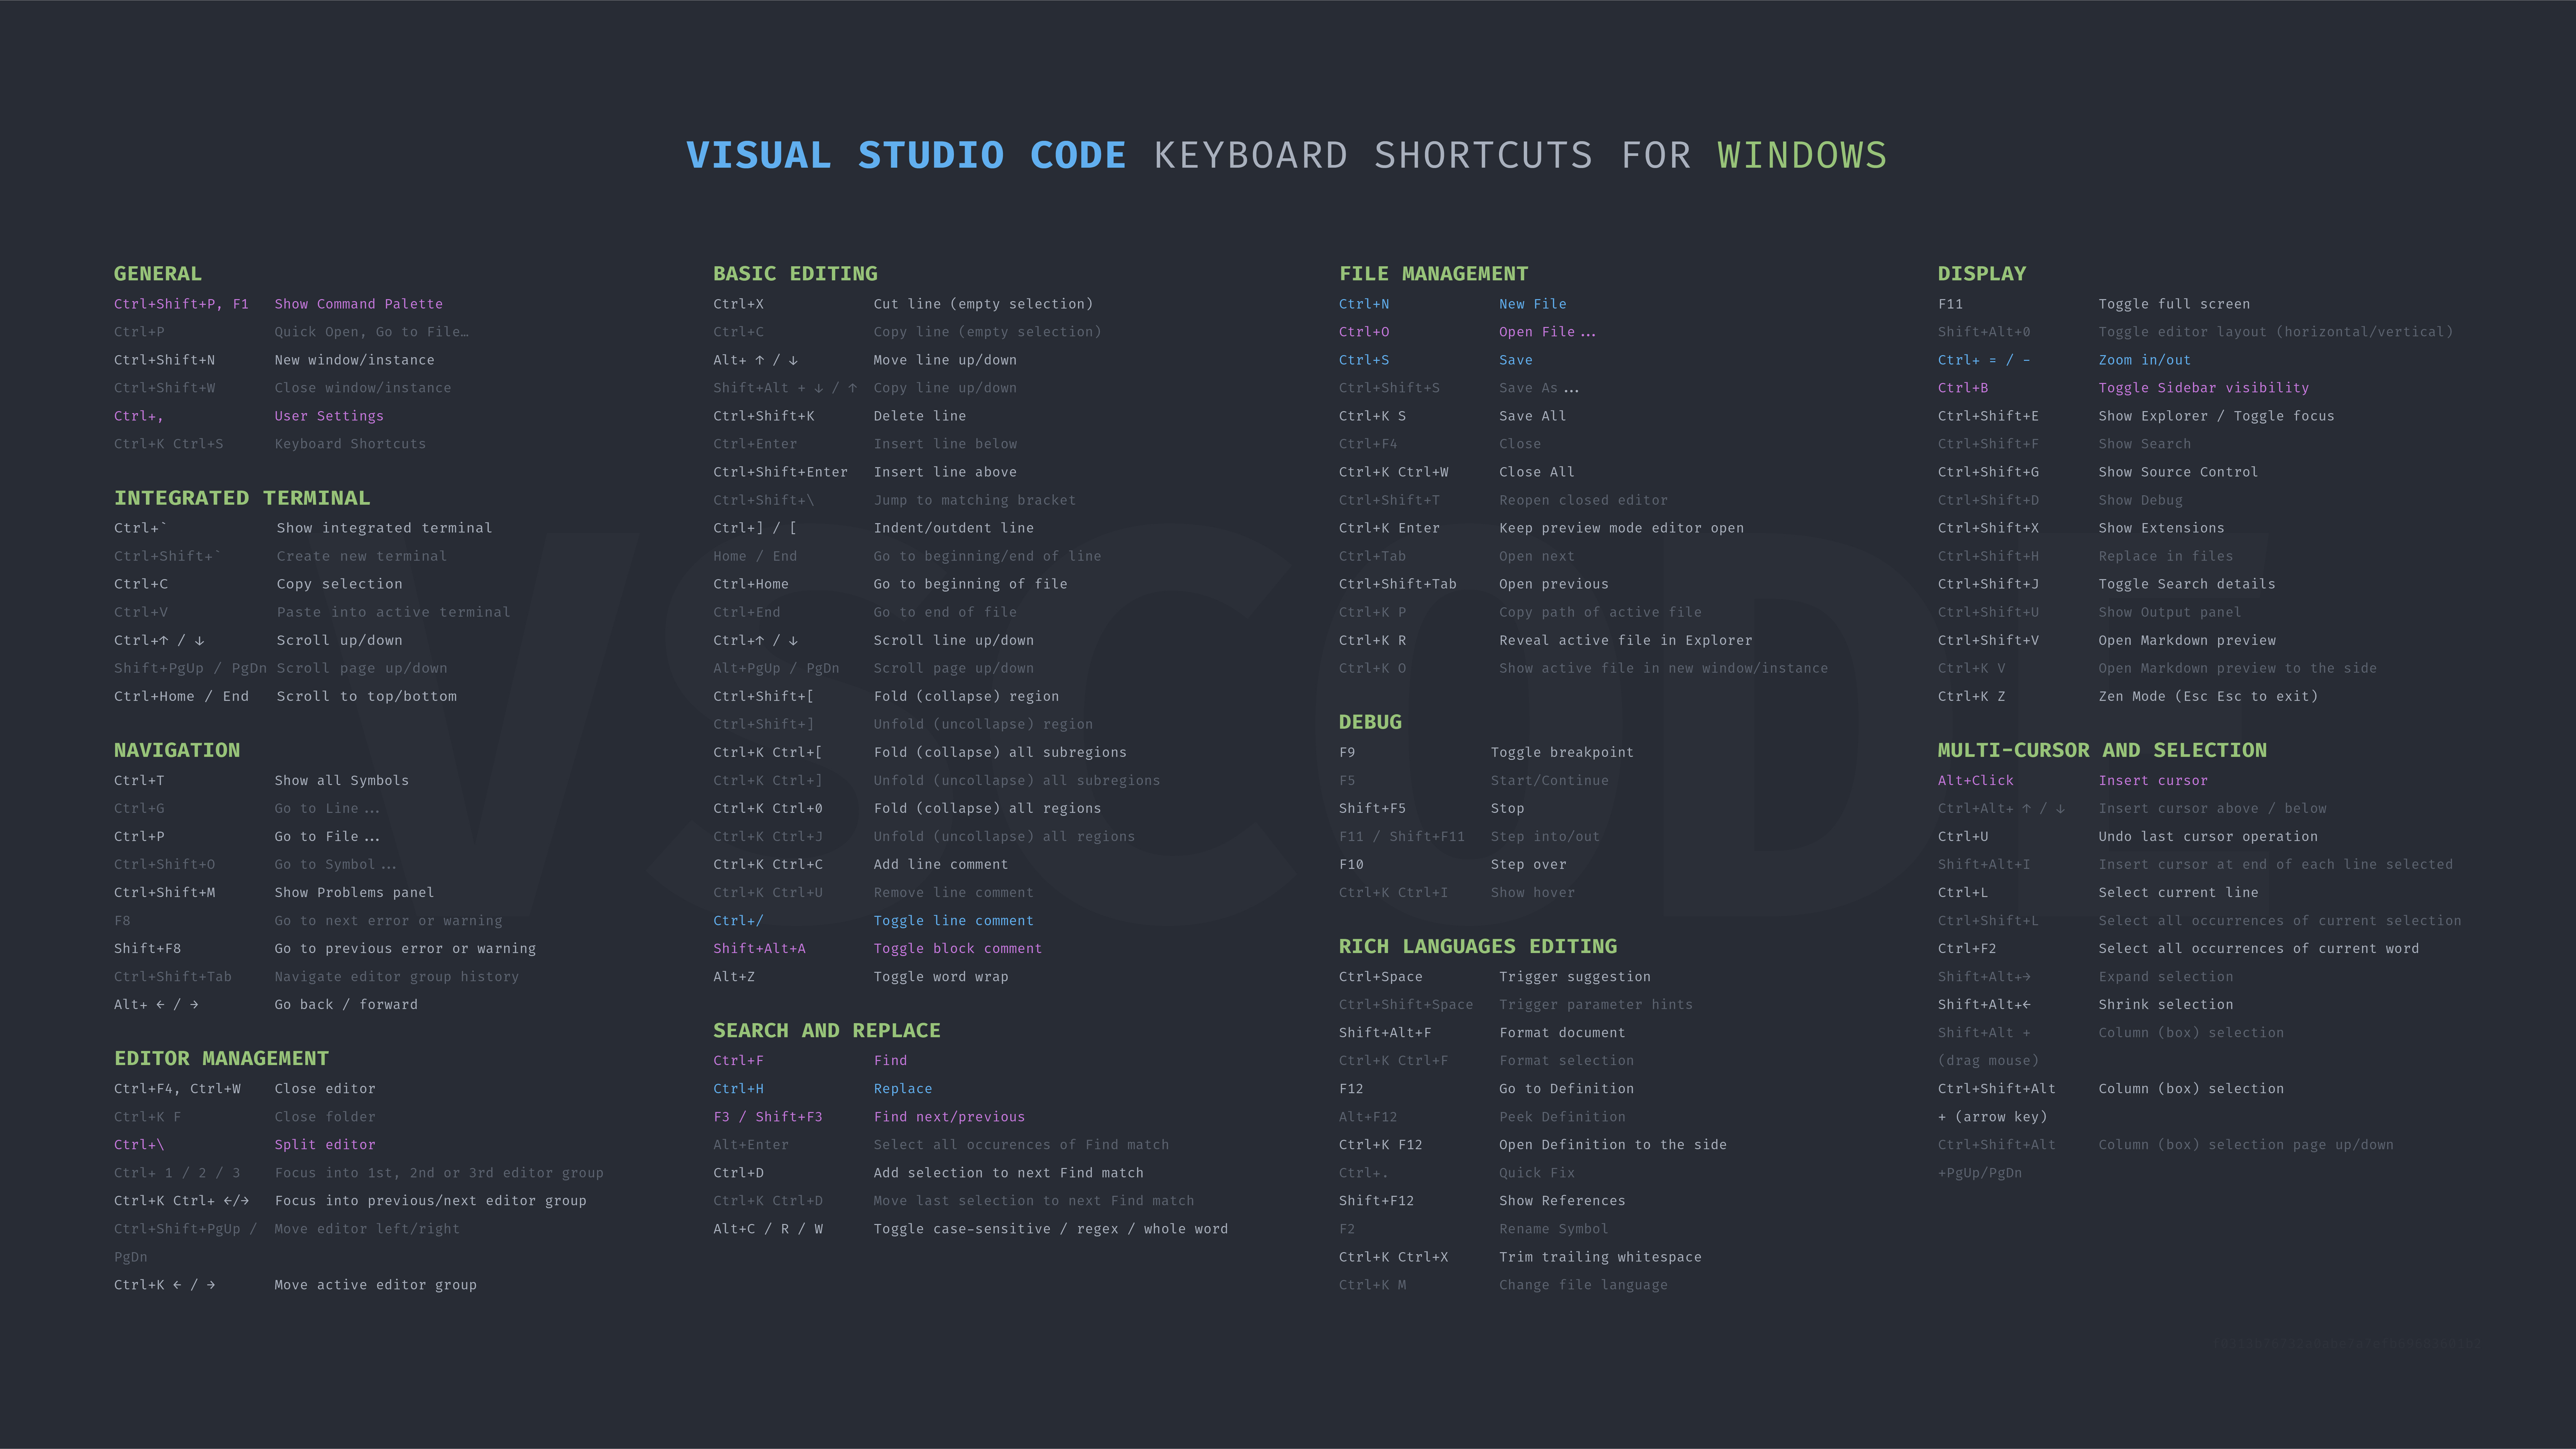 VISUAL STUDIO CODE KEYBOARD SHORTCUTS FOR WINDOWS
GENERAL
Ctrl+Shift+P, F1 Show Command Palette
Ctrl+P Quick Open, Go to File…
Ctrl+Shift+N New window/instance
Ctrl+Shift+W Close window/instance
Ctrl+, User Settings
Ctrl+K Ctrl+S Keyboard Shortcuts
INTEGRATED TERMINAL
Ctrl+` Show integrated terminal
Ctrl+Shift+` Create new terminal
Ctrl+C Copy selection
Ctrl+V Paste into active terminal
Ctrl+↑ / ↓ Scroll up/down
Shift+PgUp / PgDn Scroll page up/down
Ctrl+Home / End Scroll to top/bottom
NAVIGATION
Ctrl+T Show all Symbols
Ctrl+G Go to Line...
Ctrl+P Go to File...
Ctrl+Shift+O Go to Symbol...
Ctrl+Shift+M Show Problems panel
F8 Go to next error or warning
Shift+F8 Go to previous error or warning
Ctrl+Shift+Tab Navigate editor group history
Alt+ ← / → Go back / forward
EDITOR MANAGEMENT
Ctrl+F4, Ctrl+W Close editor
Ctrl+K F Close folder
Ctrl+\ Split editor
Ctrl+ 1 / 2 / 3 Focus into 1st, 2nd or 3rd editor group
Ctrl+K Ctrl+ ←/→ Focus into previous/next editor group
Ctrl+Shift+PgUp / Move editor left/right
PgDn
Ctrl+K ← / → Move active editor group
BASIC EDITING
Ctrl+X Cut line (empty selection)
Ctrl+C Copy line (empty selection)
Alt+ ↑ / ↓ Move line up/down
Shift+Alt + ↓ / ↑ Copy line up/down
Ctrl+Shift+K Delete line
Ctrl+Enter Insert line below
Ctrl+Shift+Enter Insert line above
Ctrl+Shift+\ Jump to matching bracket
Ctrl+] / [ Indent/outdent line
Home / End Go to beginning/end of line
Ctrl+Home Go to beginning of file
Ctrl+End Go to end of file
Ctrl+↑ / ↓ Scroll line up/down
Alt+PgUp / PgDn Scroll page up/down
Ctrl+Shift+[ Fold (collapse) region
Ctrl+Shift+] Unfold (uncollapse) region
Ctrl+K Ctrl+[ Fold (collapse) all subregions
Ctrl+K Ctrl+] Unfold (uncollapse) all subregions
Ctrl+K Ctrl+0 Fold (collapse) all regions
Ctrl+K Ctrl+J Unfold (uncollapse) all regions
Ctrl+K Ctrl+C Add line comment
Ctrl+K Ctrl+U Remove line comment
Ctrl+/ Toggle line comment
Shift+Alt+A Toggle block comment
Alt+Z Toggle word wrap
SEARCH AND REPLACE
Ctrl+F Find
Ctrl+H Replace
F3 / Shift+F3 Find next/previous
Alt+Enter Select all occurences of Find match
Ctrl+D Add selection to next Find match
Ctrl+K Ctrl+D Move last selection to next Find match
Alt+C / R / W Toggle case-sensitive / regex / whole word
FILE MANAGEMENT
Ctrl+N New File
Ctrl+O Open File...
Ctrl+S Save
Ctrl+Shift+S Save As...
Ctrl+K S Save All
Ctrl+F4 Close
Ctrl+K Ctrl+W Close All
Ctrl+Shift+T Reopen closed editor
Ctrl+K Enter Keep preview mode editor open
Ctrl+Tab Open next
Ctrl+Shift+Tab Open previous
Ctrl+K P Copy path of active file
Ctrl+K R Reveal active file in Explorer
Ctrl+K O Show active file in new window/instance
DEBUG
F9 Toggle breakpoint
F5 Start/Continue
Shift+F5 Stop
F11 / Shift+F11 Step into/out
F10 Step over
Ctrl+K Ctrl+I Show hover
RICH LANGUAGES EDITING
Ctrl+Space Trigger suggestion
Ctrl+Shift+Space Trigger parameter hints
Shift+Alt+F Format document
Ctrl+K Ctrl+F Format selection
F12 Go to Definition
Alt+F12 Peek Definition
Ctrl+K F12 Open Definition to the side
Ctrl+. Quick Fix
Shift+F12 Show References
F2 Rename Symbol
Ctrl+K Ctrl+X Trim trailing whitespace
Ctrl+K M Change file language
DISPLAY
F11 Toggle full screen
Shift+Alt+0 Toggle editor layout (horizontal/vertical)
Ctrl+ = / - Zoom in/out
Ctrl+B Toggle Sidebar visibility
Ctrl+Shift+E Show Explorer / Toggle focus
Ctrl+Shift+F Show Search
Ctrl+Shift+G Show Source Control
Ctrl+Shift+D Show Debug
Ctrl+Shift+X Show Extensions
Ctrl+Shift+H Replace in files
Ctrl+Shift+J Toggle Search details
Ctrl+Shift+U Show Output panel
Ctrl+Shift+V Open Markdown preview
Ctrl+K V Open Markdown preview to the side
Ctrl+K Z Zen Mode (Esc Esc to exit)
MULTI-CURSOR AND SELECTION
Alt+Click Insert cursor
Ctrl+Alt+ ↑ / ↓ Insert cursor above / below
Ctrl+U Undo last cursor operation
Shift+Alt+I Insert cursor at end of each line selected
Ctrl+L Select current line
Ctrl+Shift+L Select all occurrences of current selection
Ctrl+F2 Select all occurrences of current word
Shift+Alt+→ Expand selection
Shift+Alt+← Shrink selection
Shift+Alt + Column (box) selection
(drag mouse)
Ctrl+Shift+Alt Column (box) selection
+ (arrow key)
Ctrl+Shift+Alt Column (box) selection page up/down
+PgUp/PgDn
VSCODE